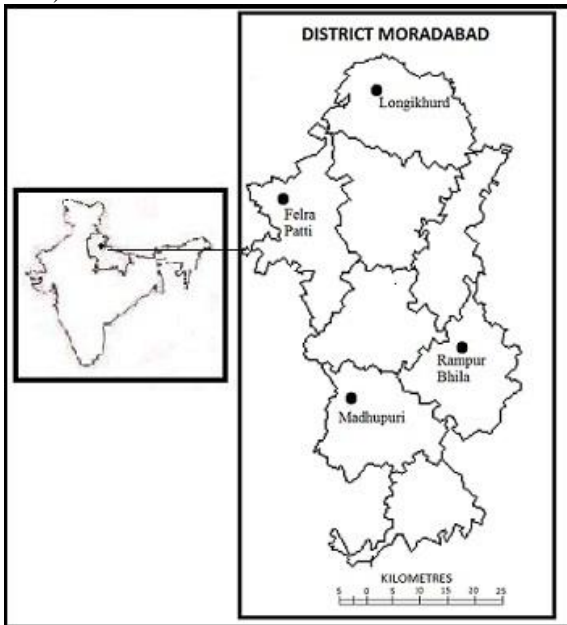 DISTRICT MORADABAD
Longikhurd
Felra
Patti
Rampur
Bhila
Madhupuri
KILOMETRES
5 0 5 10 15 20 25